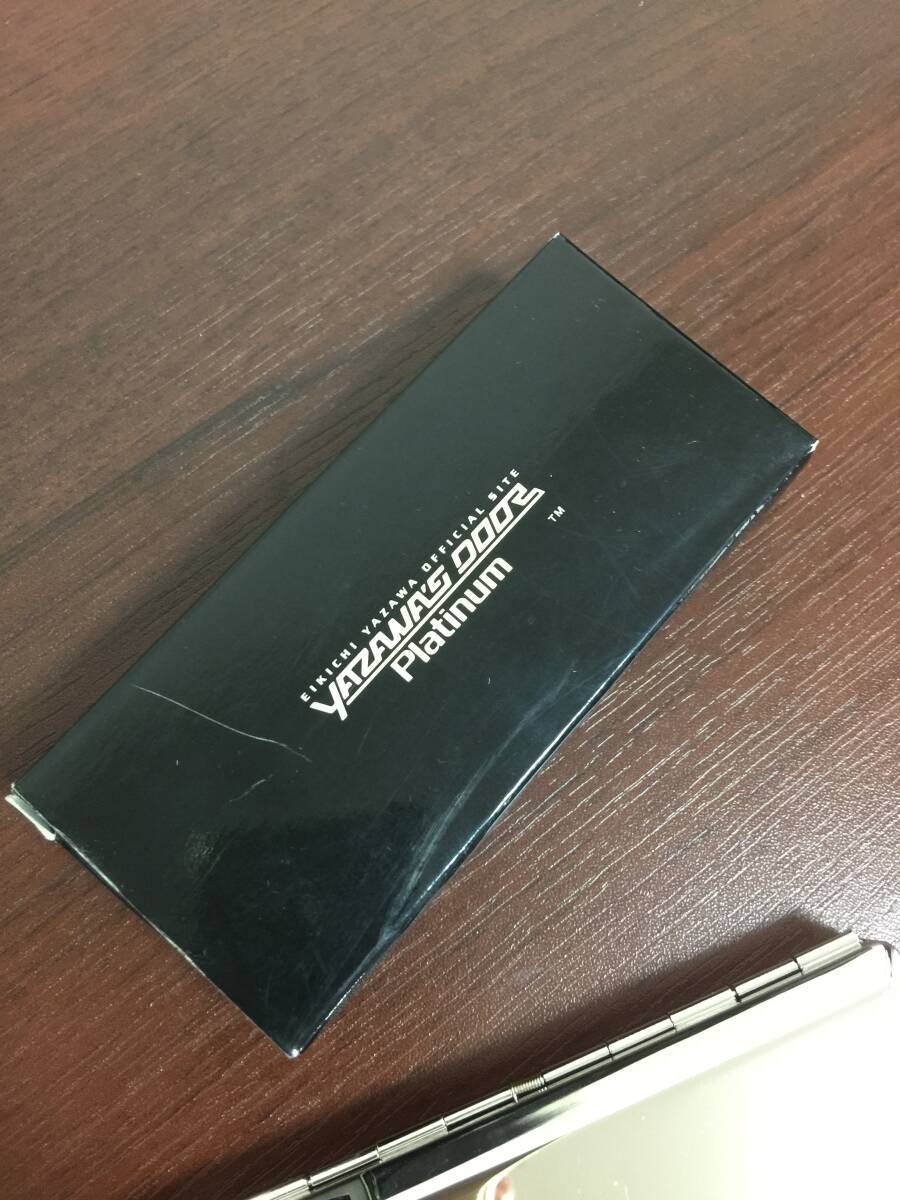 EIKICHI YAZAWA OFFICIAL SITE
YAZAWA'S DOOR
Platinum
TM